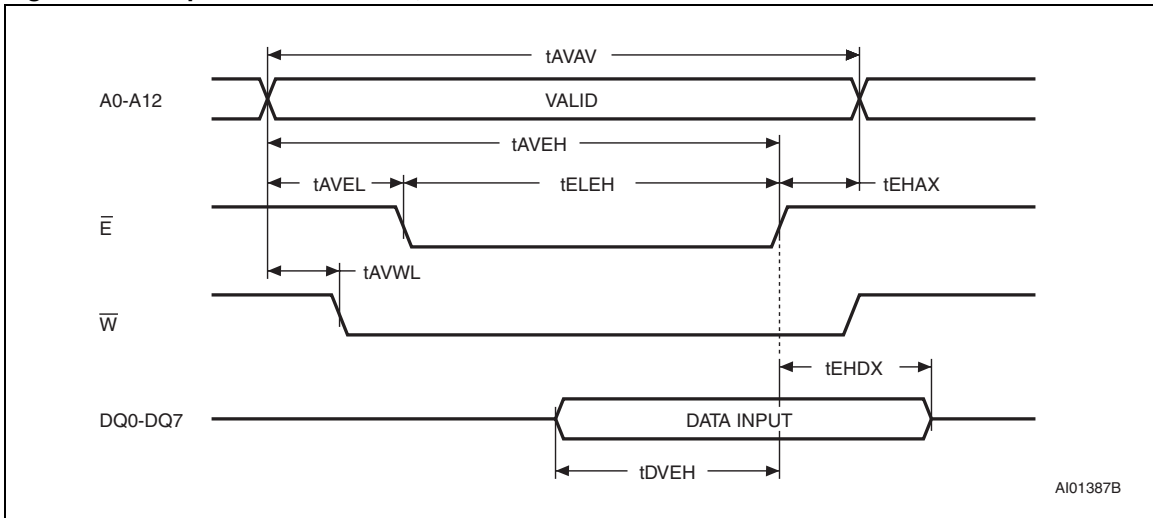 tAVAV
A0-A12
VALID
tAVEH
tAVEL
tELEH
tEHAX
E̅
tAVWL
W̅
tEHDX
DQ0-DQ7
DATA INPUT
tDVEH
AI01387B